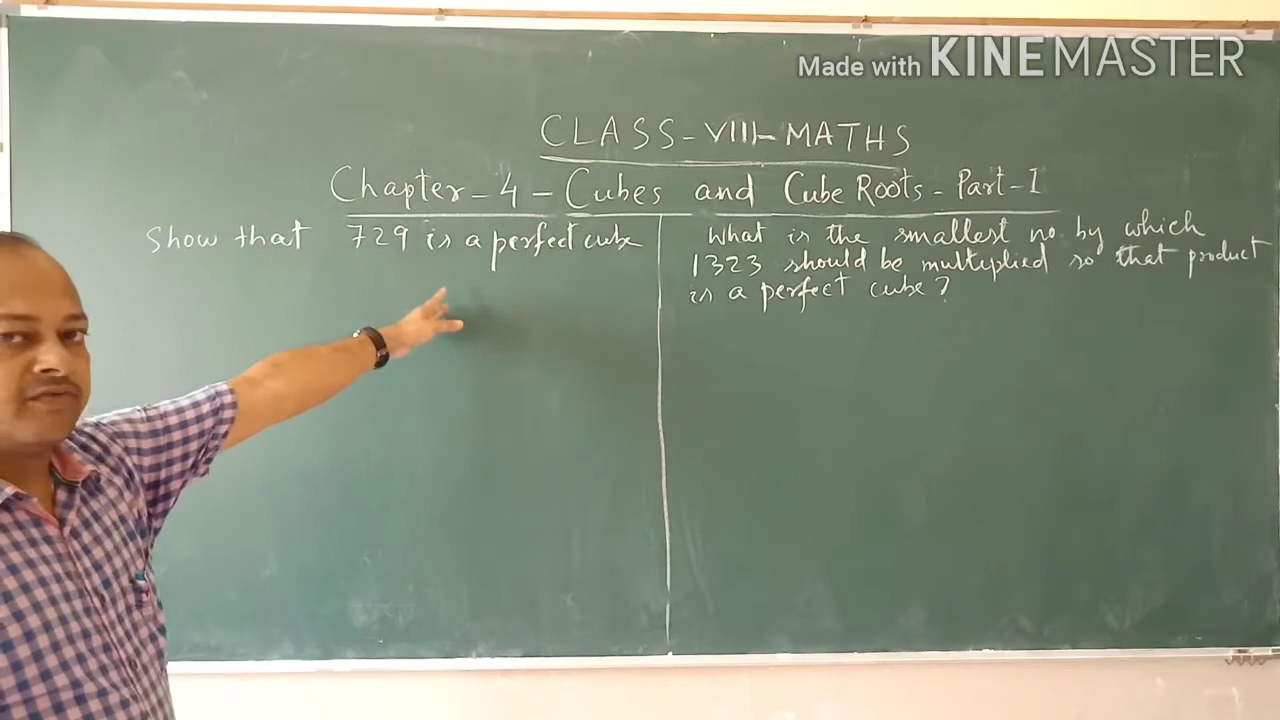 Made with KINEMASTER
CLASS-VIII-MATHS
Chapter-4-Cubes and Cube Roots-Part-I
Show that 729 is a perfect cube
What is the smallest no. by which
1323 should be multiplied so that product
is a perfect cube?